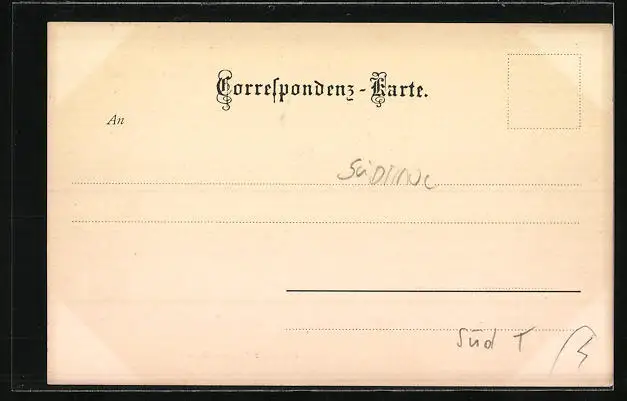 Correspondenz-Karte.
An
SÜDTIROL
Süd T